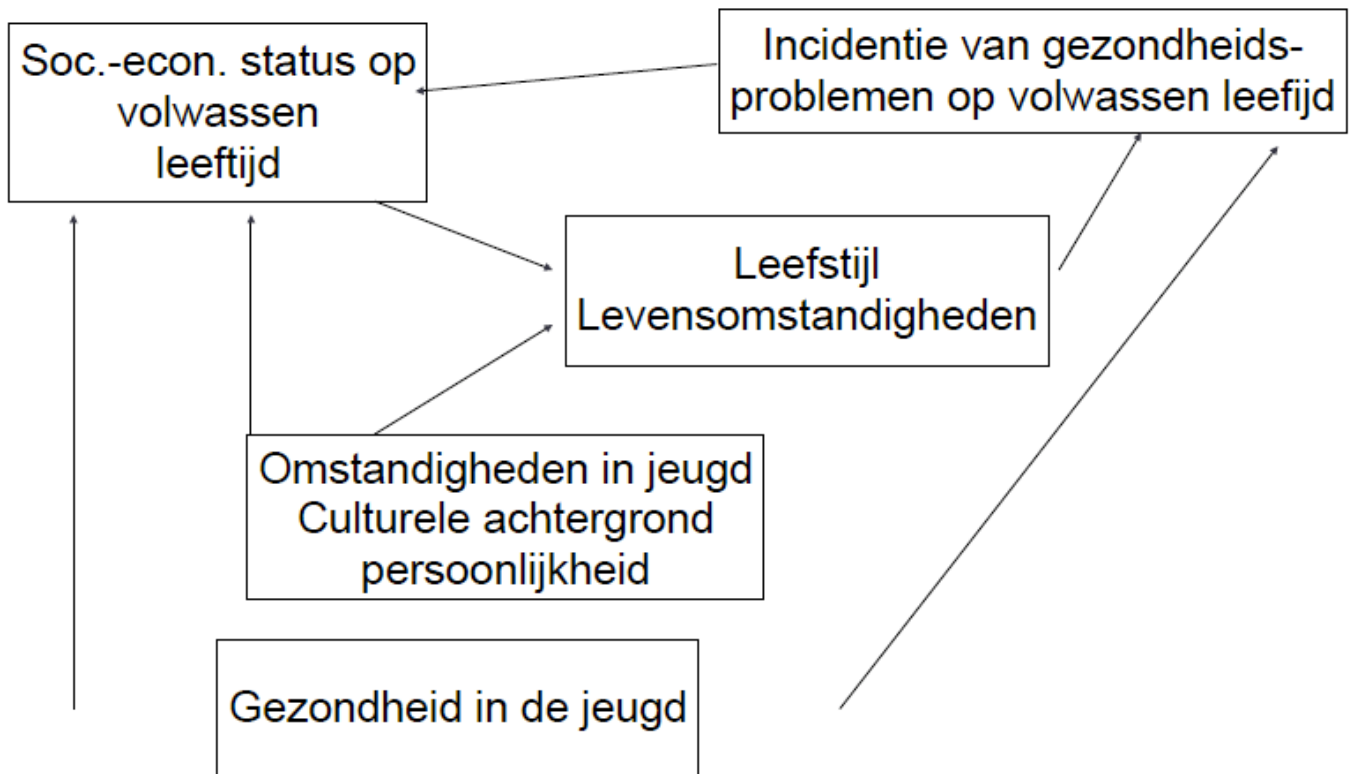 Soc.-econ. status op
volwassen
leeftijd
Incidentie van gezondheids-
problemen op volwassen leefijd
Leefstijl
Levensomstandigheden
Omstandigheden in jeugd
Culturele achtergrond
persoonlijkheid
Gezondheid in de jeugd